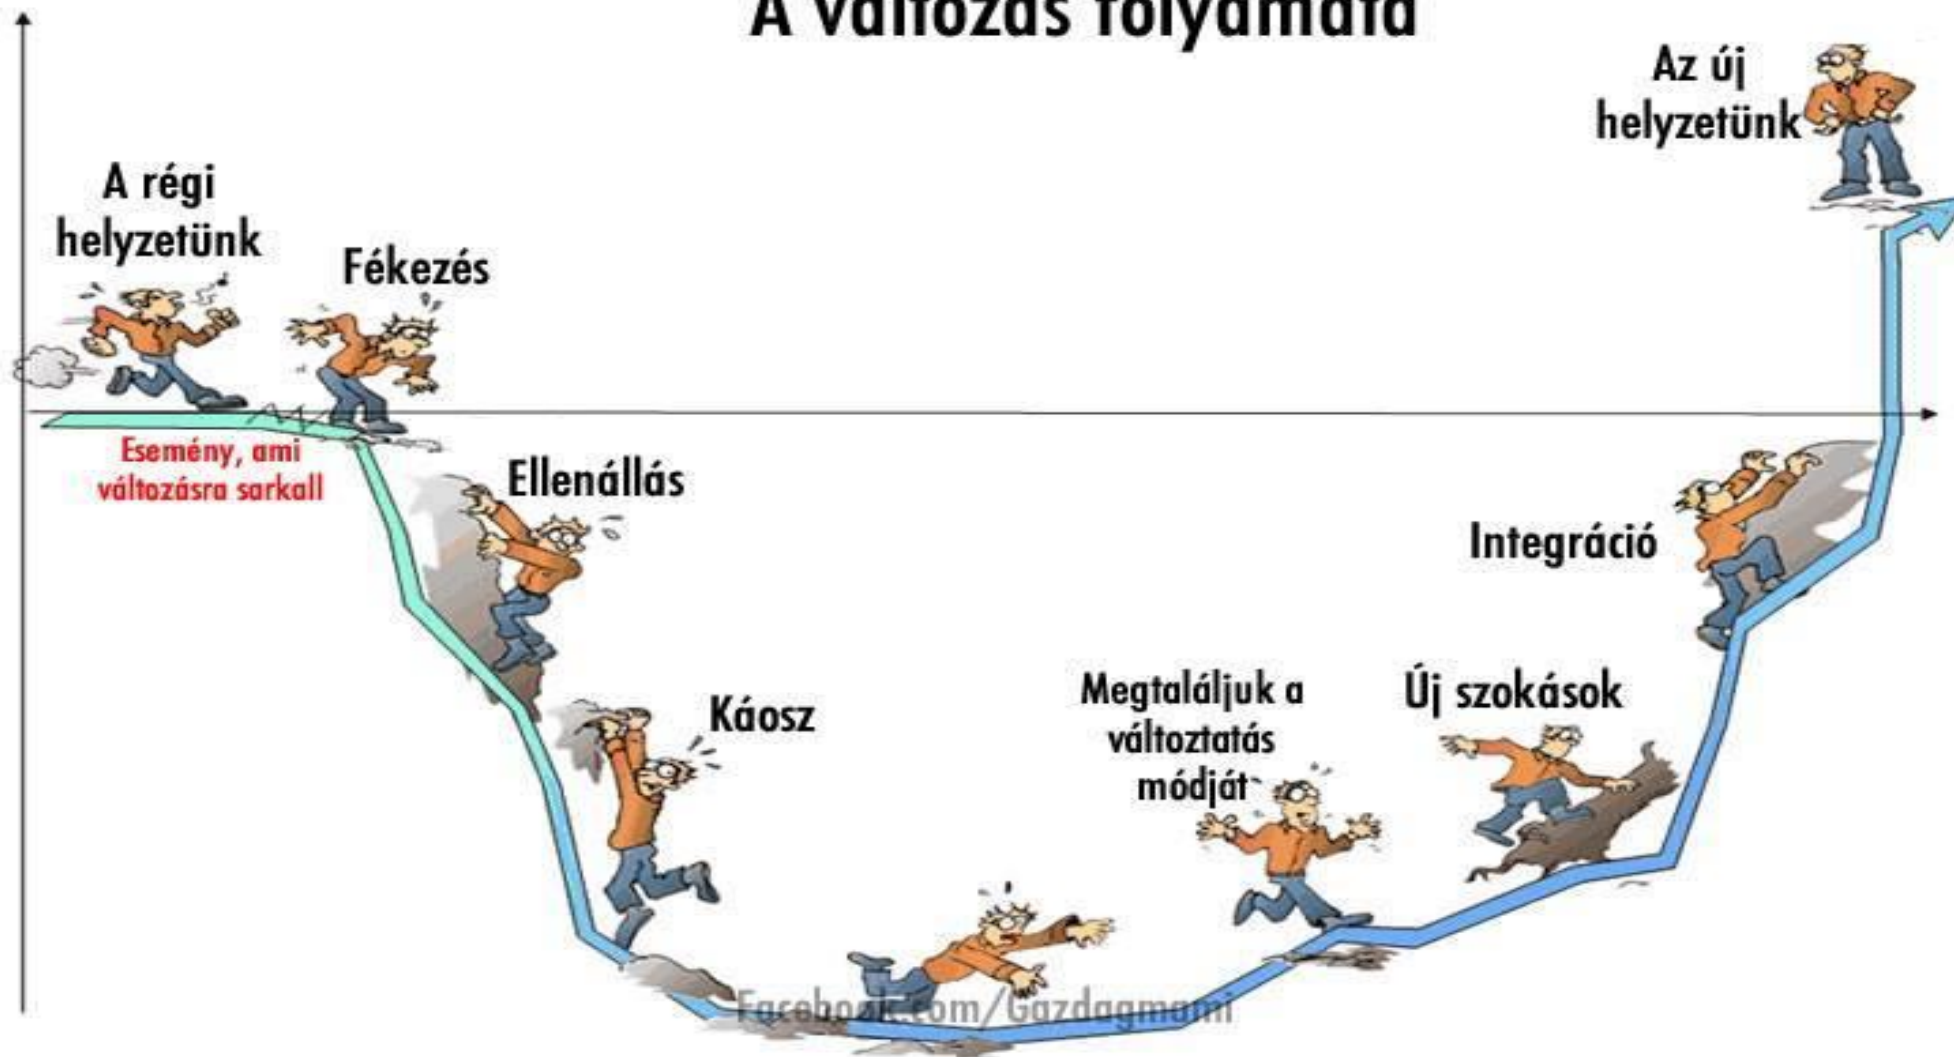 A változás folyamata
Az új
helyzetünk
A régi
helyzetünk
Fékezés
Esemény, ami
változásra sarkall
Ellenállás
Integráció
Káosz
Megtaláljuk a
változtatás
módját
Új szokások
Facebook.com/Gazdagmami